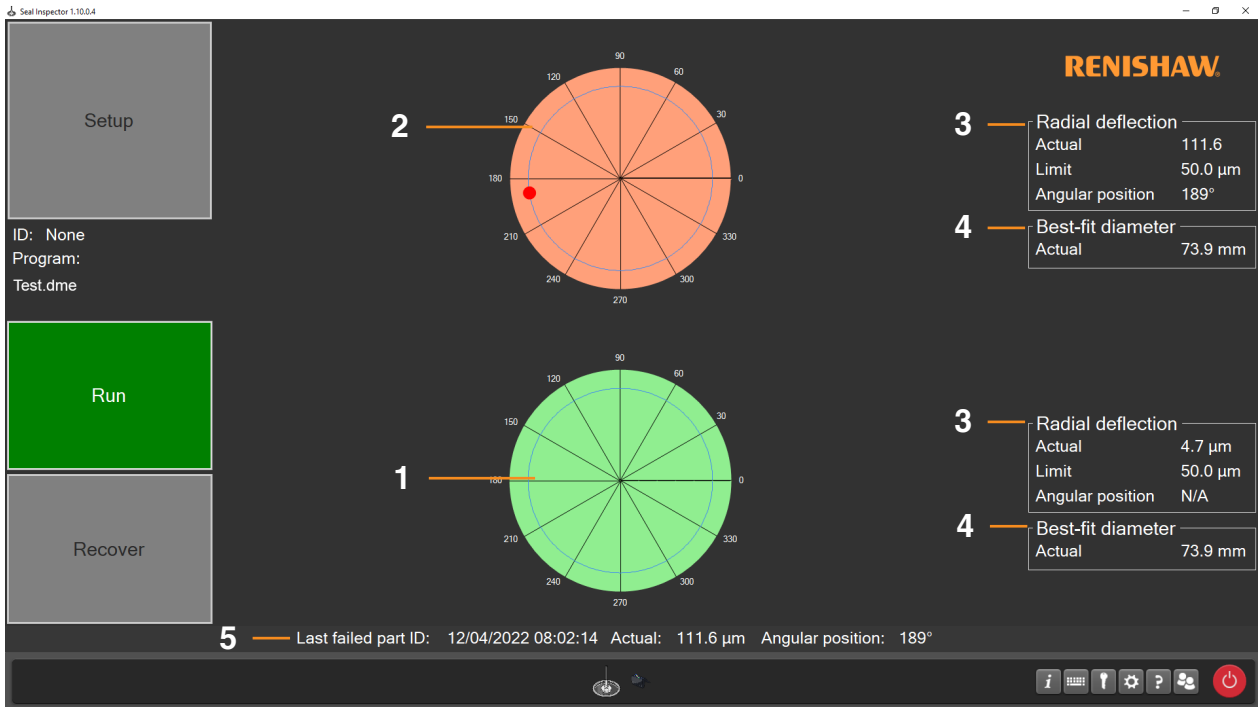 Seal Inspector 1.10.0.4
RENISHAW.
Setup
ID: None
Program:
Test.dme
Run
Recover
90
120
60
150
30
180
0
210
330
240
300
270
2
3
Radial deflection
Actual 111.6
Limit 50.0 µm
Angular position 189°
4
Best-fit diameter
Actual 73.9 mm
90
120
60
150
30
180
0
210
330
240
300
270
1
3
Radial deflection
Actual 4.7 µm
Limit 50.0 µm
Angular position N/A
4
Best-fit diameter
Actual 73.9 mm
5
Last failed part ID: 12/04/2022 08:02:14 Actual: 111.6 µm Angular position: 189°
i
?